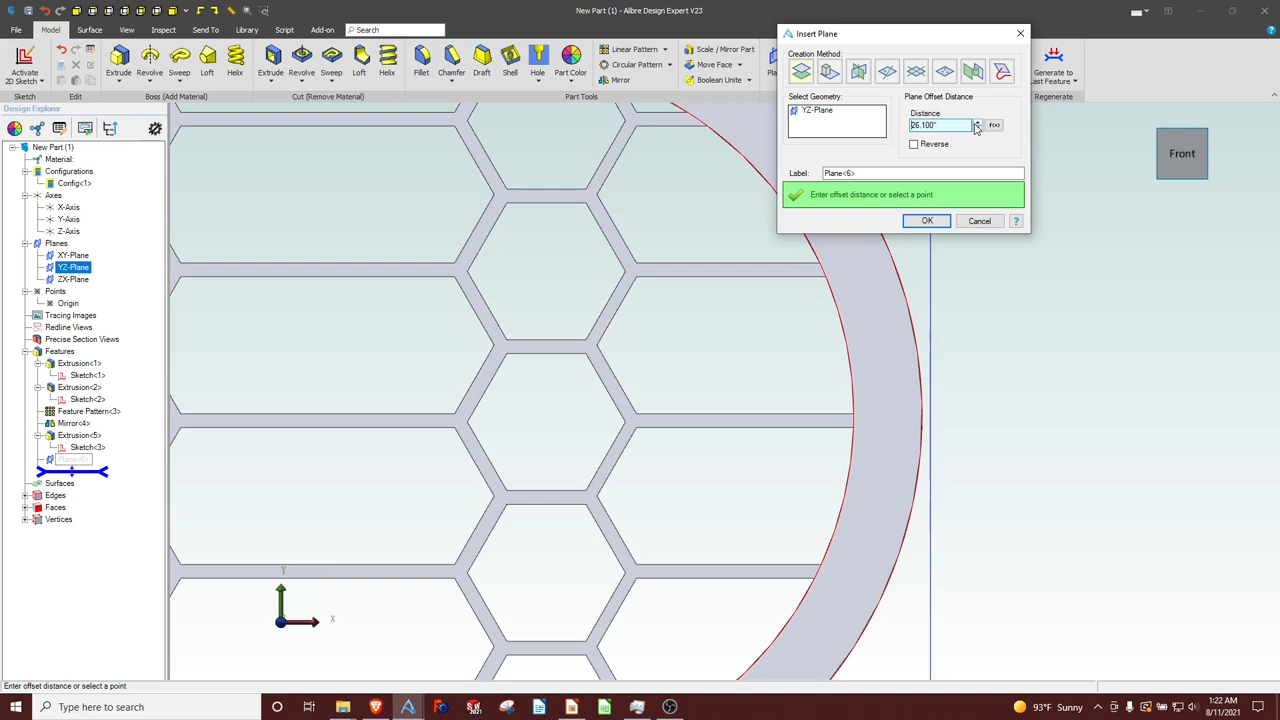 New Part (1) - Alibre Design Expert V23
File Model Surface View Inspect Send To Library Script Add-on Search
Activate
2D Sketch
Sketch
Edit
Extrude Revolve Sweep Loft Helix
Boss (Add Material)
Extrude Revolve Sweep Loft Helix
Cut (Remove Material)
Fillet Chamfer Draft Shell Hole Part Color
Linear Pattern Scale / Mirror Part
Circular Pattern Move Face
Mirror Boolean Unite
Part Tools
Generate to
Last Feature
Regenerate
Insert Plane
Creation Method:
Select Geometry:
YZ-Plane
Plane Offset Distance
Distance
26.100"
f(x)
Reverse
Label: Plane<6>
Enter offset distance or select a point
OK Cancel ?
Front
Design Explorer
New Part (1)
Material:
Configurations
Config<1>
Axes
X-Axis
Y-Axis
Z-Axis
Planes
XY-Plane
YZ-Plane
ZX-Plane
Points
Origin
Tracing Images
Redline Views
Precise Section Views
Features
Extrusion<1>
Sketch<1>
Extrusion<2>
Sketch<2>
Feature Pattern<3>
Mirror<4>
Extrusion<5>
Sketch<3>
Plane<6>
Surfaces
Edges
Faces
Vertices
Y
X
Enter offset distance or select a point
Type here to search
93°F Sunny
1:22 AM
8/11/2021